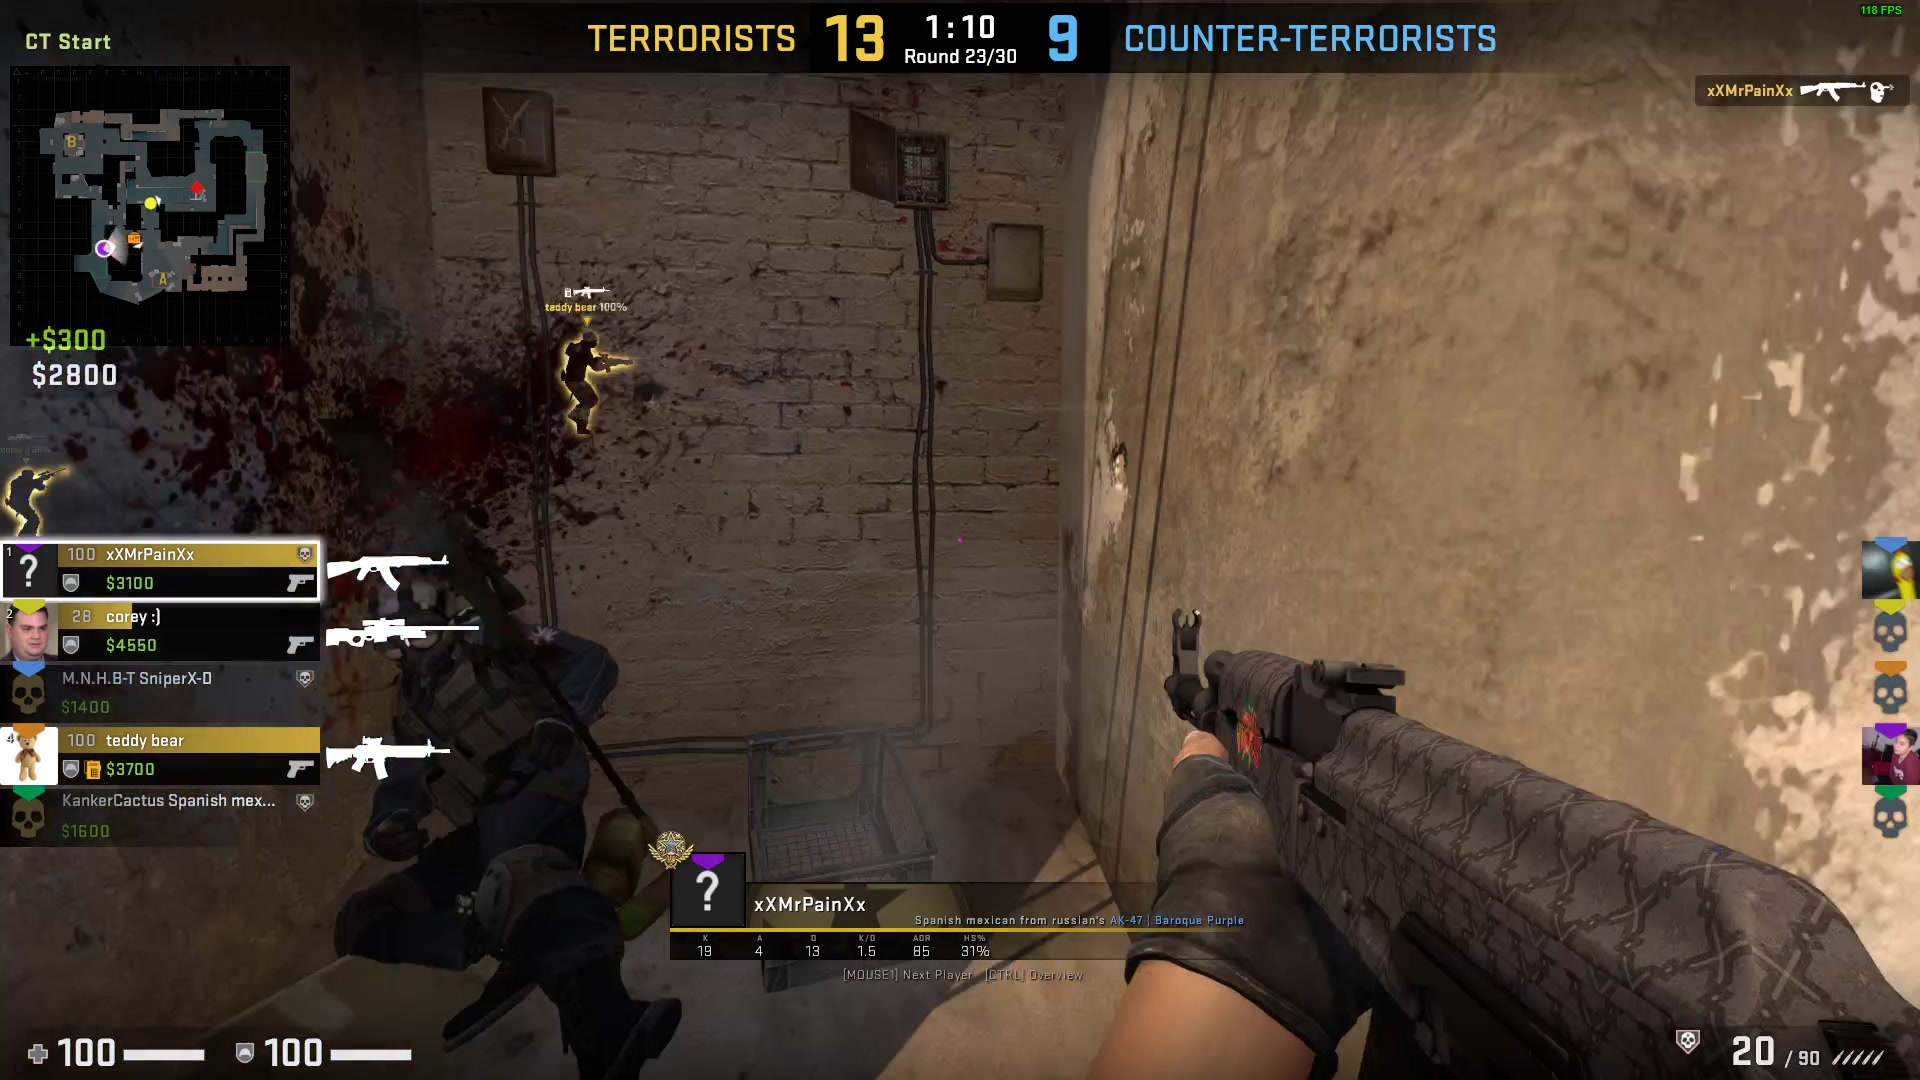 118 FPS
CT Start
TERRORISTS 13 1:10 9 COUNTER-TERRORISTS
Round 23/30
xXMrPainXx
B
A
+$300
$2800
teddy bear 100%
1 ? 100 xXMrPainXx
$3100
2 28 corey :)
$4550
M.N.H.B-T SniperX-D
$1400
4 100 teddy bear
$3700
KankerCactus Spanish mex...
$1600
? xXMrPainXx
Spanish mexican from russian's AK-47 | Baroque Purple
K A D K/D ADR HS%
19 4 13 1.5 85 31%
[MOUSE1] Next Player [CTRL] Overview
100 100
20 / 90